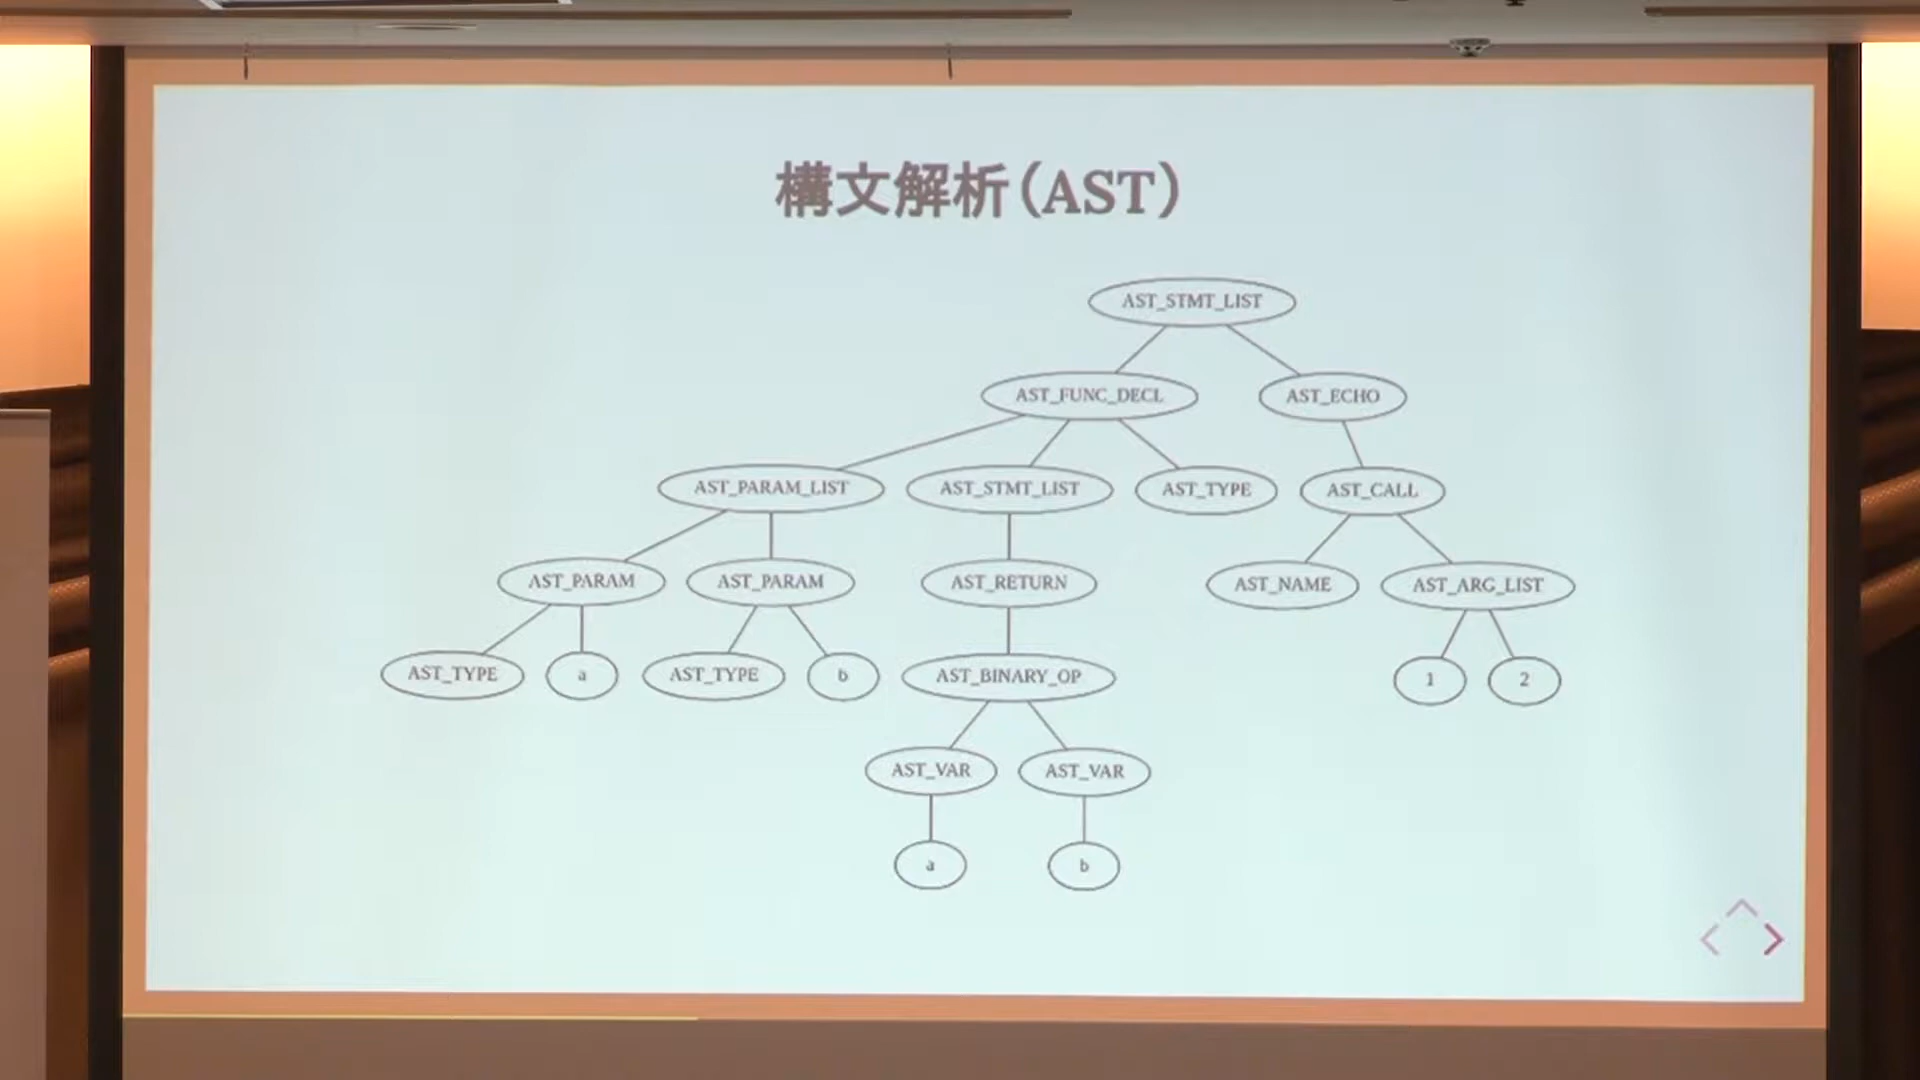 構文解析(AST)
AST_STMT_LIST
AST_FUNC_DECL AST_ECHO
AST_PARAM_LIST AST_STMT_LIST AST_TYPE AST_CALL
AST_PARAM AST_PARAM AST_RETURN AST_NAME AST_ARG_LIST
AST_TYPE a AST_TYPE b AST_BINARY_OP 1 2
AST_VAR AST_VAR
a b